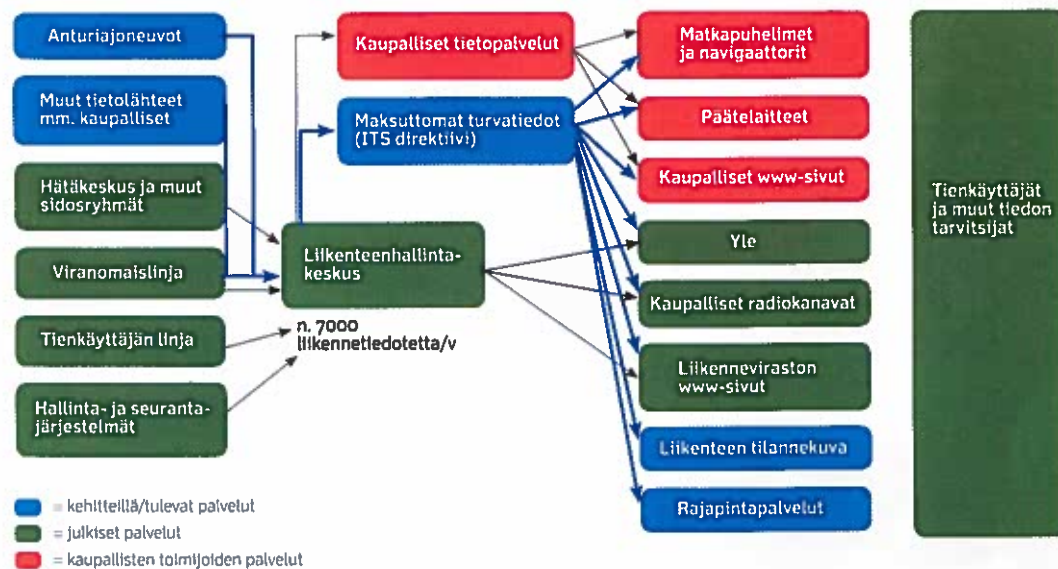 Anturiajoneuvot
Muut tietolähteet
mm. kaupalliset
Hätäkeskus ja muut
sidosryhmät
Viranomaislinja
Tienkäyttäjän linja
Hallinta- ja seuranta-
järjestelmät
Liikenteenhallinta-
keskus
n. 7000
liikennetiedotetta/v
Kaupalliset tietopalvelut
Maksuttomat turvatiedot
(ITS direktiivi)
Matkapuhelimet
ja navigaattorit
Päätelaitteet
Kaupalliset www-sivut
Yle
Kaupalliset radiokanavat
Liikenneviraston
www-sivut
Liikenteen tilannekuva
Rajapintapalvelut
Tienkäyttäjät
ja muut tiedon
tarvitsijat
= kehitteillä/tulevat palvelut
= julkiset palvelut
= kaupallisten toimijoiden palvelut